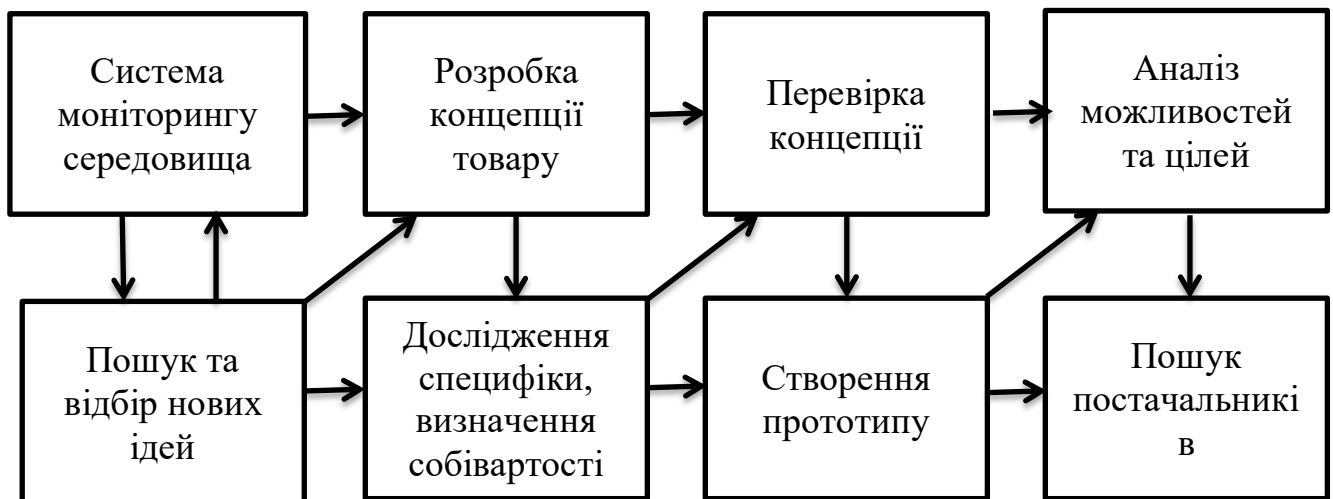 Система
моніторингу
середовища
Розробка
концепції
товару
Перевірка
концепції
Аналіз
можливостей
та цілей
Пошук та
відбір нових
ідей
Дослідження
специфіки,
визначення
собівартості
Створення
прототипу
Пошук
постачальникі
в